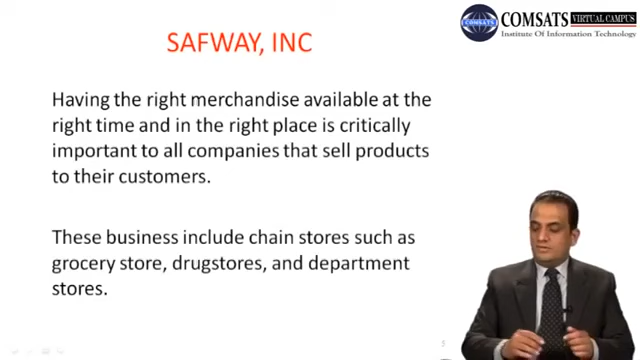 SAFWAY, INC
COMSATS VIRTUAL CAMPUS
Institute Of Information Technology
COMSATS
Having the right merchandise available at the
right time and in the right place is critically
important to all companies that sell products
to their customers.
These business include chain stores such as
grocery store, drugstores, and department
stores.
5